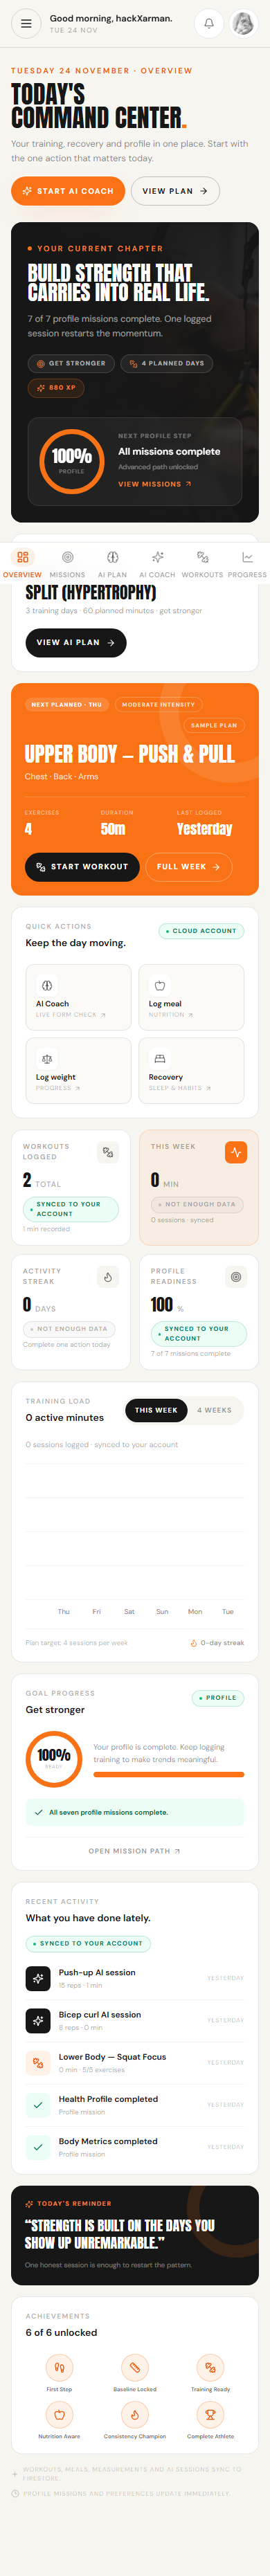 Good morning, hackXarman.
TUE 24 NOV
TUESDAY 24 NOVEMBER · OVERVIEW
TODAY'S
COMMAND CENTER.
Your training, recovery and profile in one place. Start with
the one action that matters today.
START AI COACH
VIEW PLAN
YOUR CURRENT CHAPTER
BUILD STRENGTH THAT
CARRIES INTO REAL LIFE.
7 of 7 profile missions complete. One logged
session restarts the momentum.
GET STRONGER
4 PLANNED DAYS
880 XP
100%
PROFILE
NEXT PROFILE STEP
All missions complete
Advanced path unlocked
VIEW MISSIONS
OVERVIEW
MISSIONS
AI PLAN
AI COACH
WORKOUTS
PROGRESS
SPLIT (HYPERTROPHY)
3 training days · 60 planned minutes · get stronger
VIEW AI PLAN
NEXT PLANNED · THU
MODERATE INTENSITY
SAMPLE PLAN
UPPER BODY — PUSH & PULL
Chest · Back · Arms
EXERCISES
4
DURATION
50m
LAST LOGGED
Yesterday
START WORKOUT
FULL WEEK
QUICK ACTIONS
Keep the day moving.
CLOUD ACCOUNT
AI Coach
LIVE FORM CHECK
Log meal
NUTRITION
Log weight
PROGRESS
Recovery
SLEEP & HABITS
WORKOUTS
LOGGED
2 TOTAL
SYNCED TO YOUR
ACCOUNT
1 min recorded
THIS WEEK
0 MIN
NOT ENOUGH DATA
0 sessions · synced
ACTIVITY
STREAK
0 DAYS
NOT ENOUGH DATA
Complete one action today
PROFILE
READINESS
100 %
SYNCED TO YOUR
ACCOUNT
7 of 7 missions complete
TRAINING LOAD
0 active minutes
THIS WEEK
4 WEEKS
0 sessions logged · synced to your account
Thu Fri Sat Sun Mon Tue
Plan target: 4 sessions per week
0-day streak
GOAL PROGRESS
Get stronger
PROFILE
100%
READY
Your profile is complete. Keep logging
training to make trends meaningful.
All seven profile missions complete.
OPEN MISSION PATH
RECENT ACTIVITY
What you have done lately.
SYNCED TO YOUR ACCOUNT
Push-up AI session
15 reps · 1 min
YESTERDAY
Bicep curl AI session
8 reps · 0 min
YESTERDAY
Lower Body — Squat Focus
0 min · 5/5 exercises
YESTERDAY
Health Profile completed
Profile mission
YESTERDAY
Body Metrics completed
Profile mission
YESTERDAY
TODAY'S REMINDER
“STRENGTH IS BUILT ON THE DAYS YOU
SHOW UP UNREMARKABLE.”
One honest session is enough to restart the pattern.
ACHIEVEMENTS
6 of 6 unlocked
First Step
Baseline Locked
Training Ready
Nutrition Aware
Consistency Champion
Complete Athlete
WORKOUTS, MEALS, MEASUREMENTS AND AI SESSIONS SYNC TO
FIRESTORE.
PROFILE MISSIONS AND PREFERENCES UPDATE IMMEDIATELY.